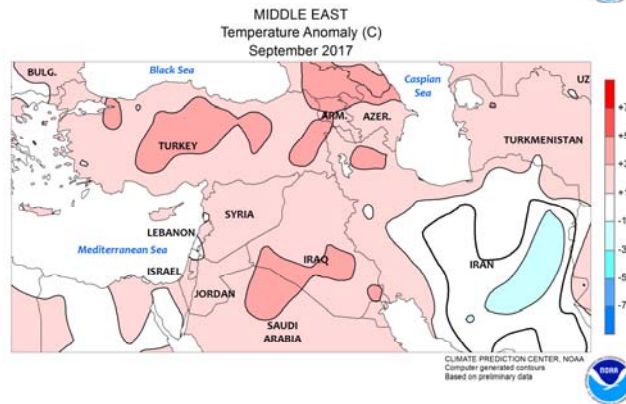 MIDDLE EAST
Temperature Anomaly (C)
September 2017
BULG.
Black Sea
Caspian
Sea
UZ
ARM.
AZER.
TURKEY
TURKMENISTAN
SYRIA
LEBANON
Mediterranean Sea
IRAQ
IRAN
ISRAEL
JORDAN
SAUDI
ARABIA
+1
-1
-3
-5
-7
CLIMATE PREDICTION CENTER, NOAA
Computer generated contours
Based on preliminary data
NOAA